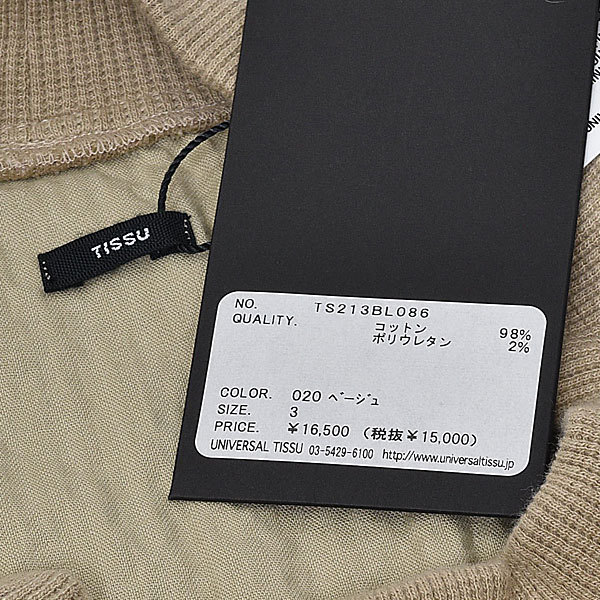 TISSU
NO. TS213BL086
QUALITY. コットン 98%
ポリウレタン 2%
COLOR. 020 ベージュ
SIZE. 3
PRICE. ¥16,500 (税抜¥15,000)
UNIVERSAL TISSU 03-5429-6100 http://www.universaltissu.jp